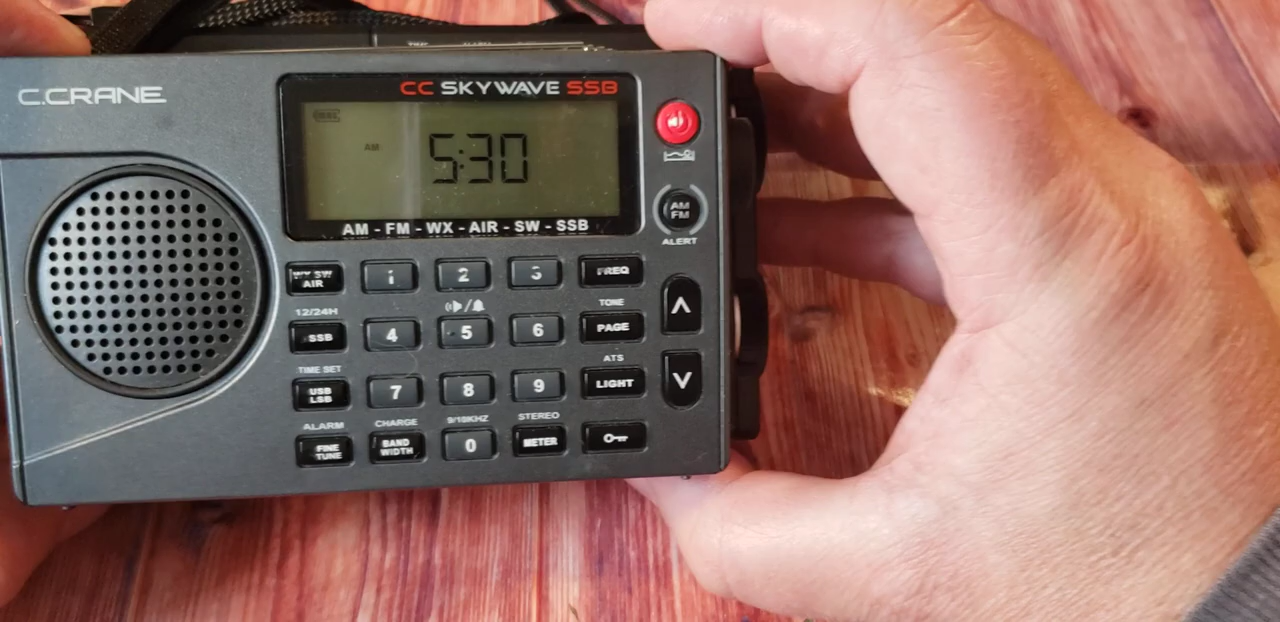 C.CRANE
CC SKYWAVE SSB
AM
5:30
AM - FM - WX - AIR - SW - SSB
AM
FM
ALERT
WX SW
AIR
1
2
3
FREQ
12/24H
TONE
SSB
4
5
6
PAGE
TIME SET
ATS
USB
LSB
7
8
9
LIGHT
ALARM
CHARGE
9/10KHZ
STEREO
FINE
TUNE
BAND
WIDTH
0
METER